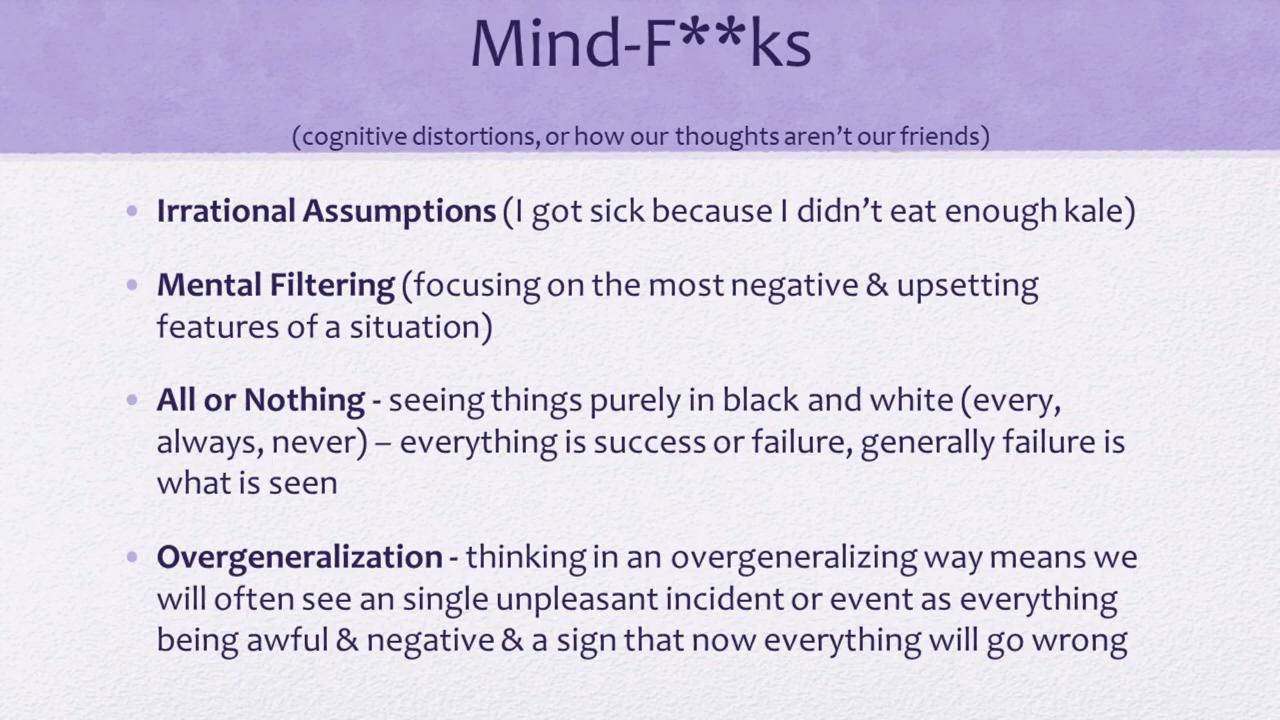 Mind-F**ks
(cognitive distortions, or how our thoughts aren't our friends)
• Irrational Assumptions (I got sick because I didn't eat enough kale)
• Mental Filtering (focusing on the most negative & upsetting
features of a situation)
• All or Nothing - seeing things purely in black and white (every,
always, never) – everything is success or failure, generally failure is
what is seen
• Overgeneralization - thinking in an overgeneralizing way means we
will often see an single unpleasant incident or event as everything
being awful & negative & a sign that now everything will go wrong